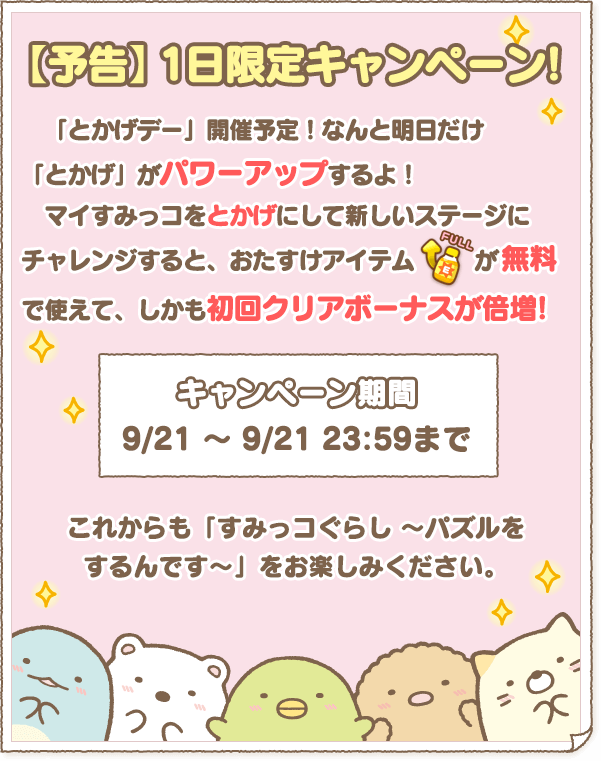 【予告】1日限定キャンペーン!
「とかげデー」開催予定！なんと明日だけ
「とかげ」がパワーアップするよ！
マイすみっコをとかげにして新しいステージに
チャレンジすると、おたすけアイテム FULL が無料
で使えて、しかも初回クリアボーナスが倍増!
キャンペーン期間
9/21 ～ 9/21 23:59まで
これからも「すみっコぐらし ～パズルを
するんです～」をお楽しみください。